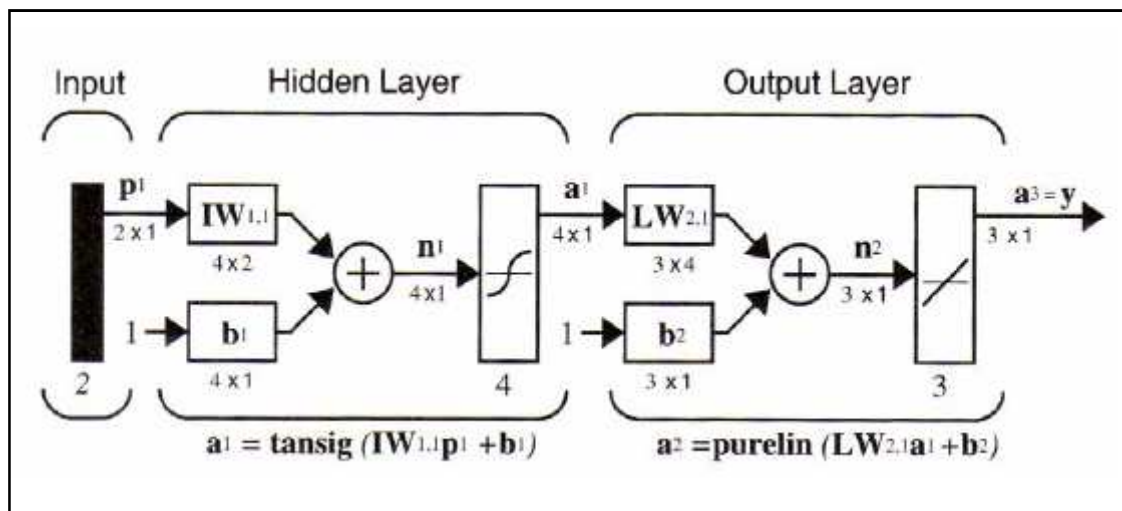 Input Hidden Layer Output Layer
p1 a1 a3 = y
IW1,1 LW2,1
2 x 1 4 x 1 3 x 1
n1 n2
4 x 2 3 x 4
4 x 1 3 x 1
1 b1 1 b2
4 x 1 3 x 1
2 4 3
a1 = tansig (IW1,1p1 +b1) a2 =purelin (LW2,1a1 +b2)